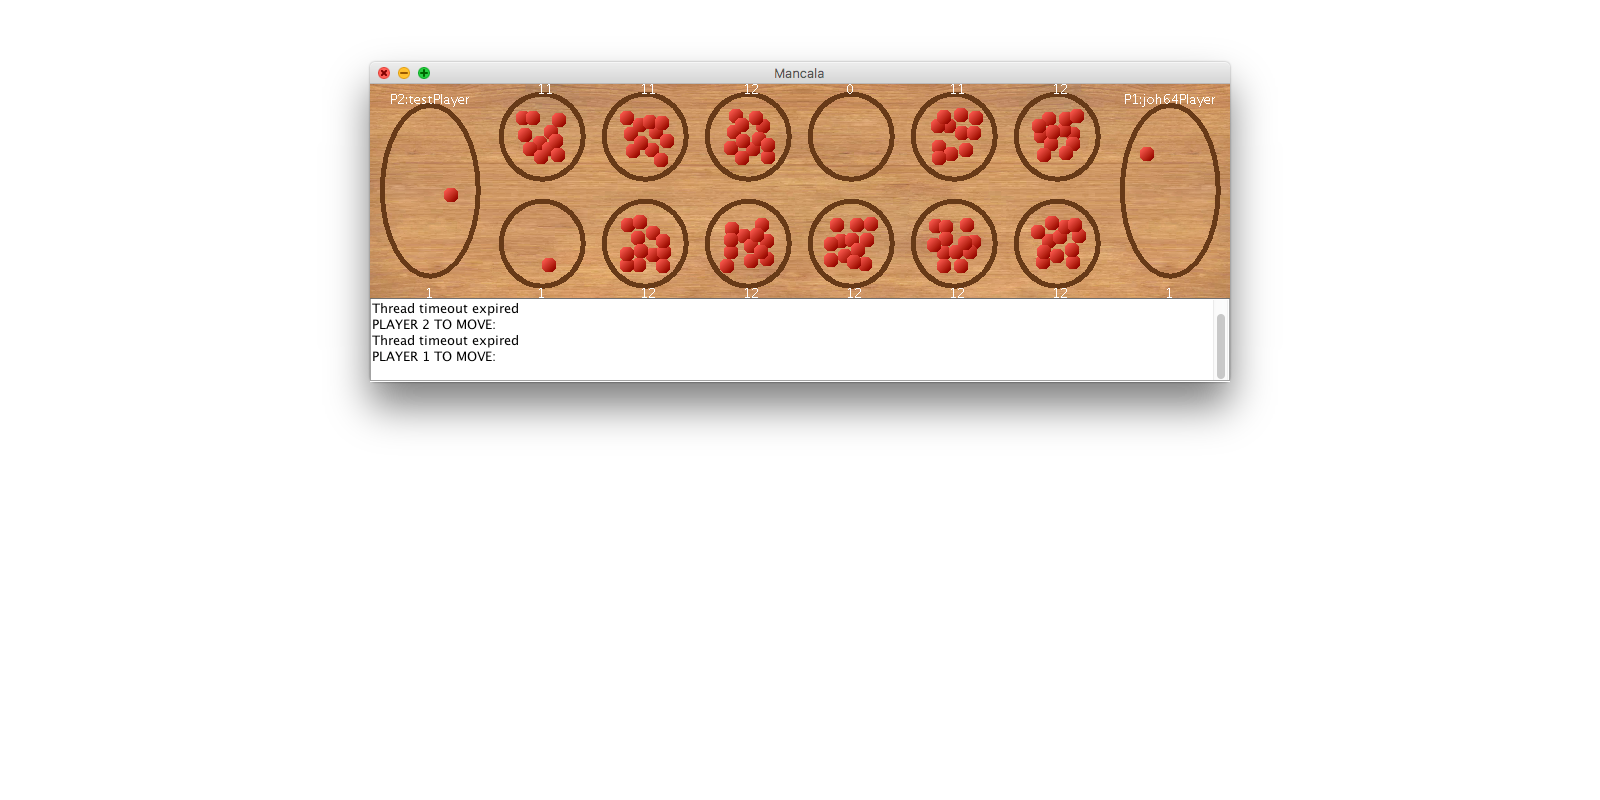 Mancala
11 11 12 0 11 12
P2:testPlayer P1:joh64Player
1 1 12 12 12 12 12 1
Thread timeout expired
PLAYER 2 TO MOVE:
Thread timeout expired
PLAYER 1 TO MOVE: